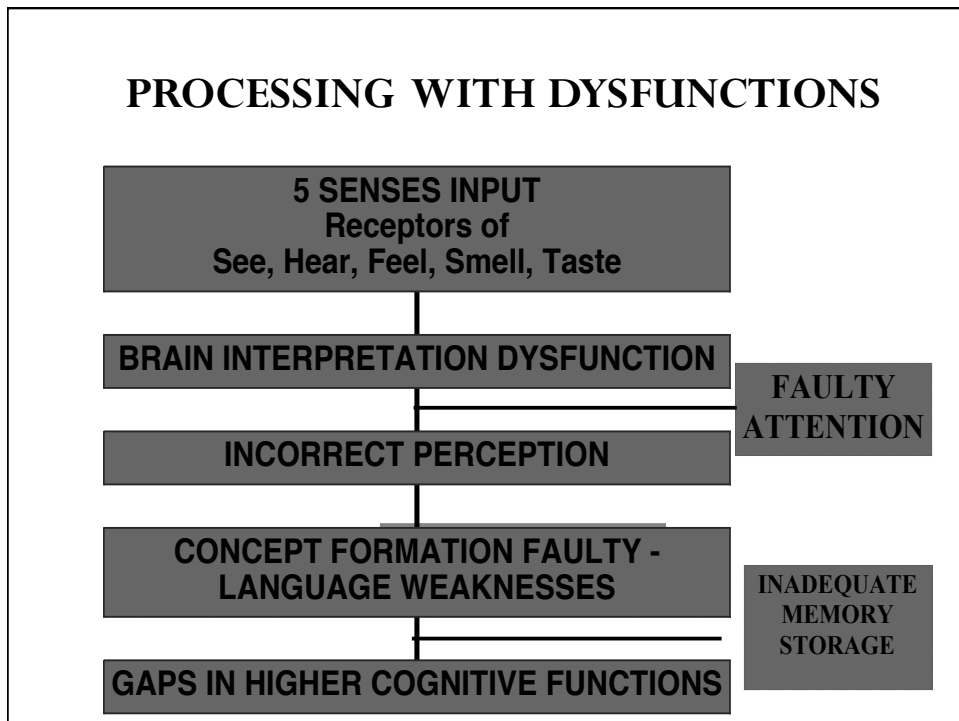 PROCESSING WITH DYSFUNCTIONS
5 SENSES INPUT
Receptors of
See, Hear, Feel, Smell, Taste
BRAIN INTERPRETATION DYSFUNCTION
FAULTY
ATTENTION
INCORRECT PERCEPTION
CONCEPT FORMATION FAULTY -
LANGUAGE WEAKNESSES
INADEQUATE
MEMORY
STORAGE
GAPS IN HIGHER COGNITIVE FUNCTIONS